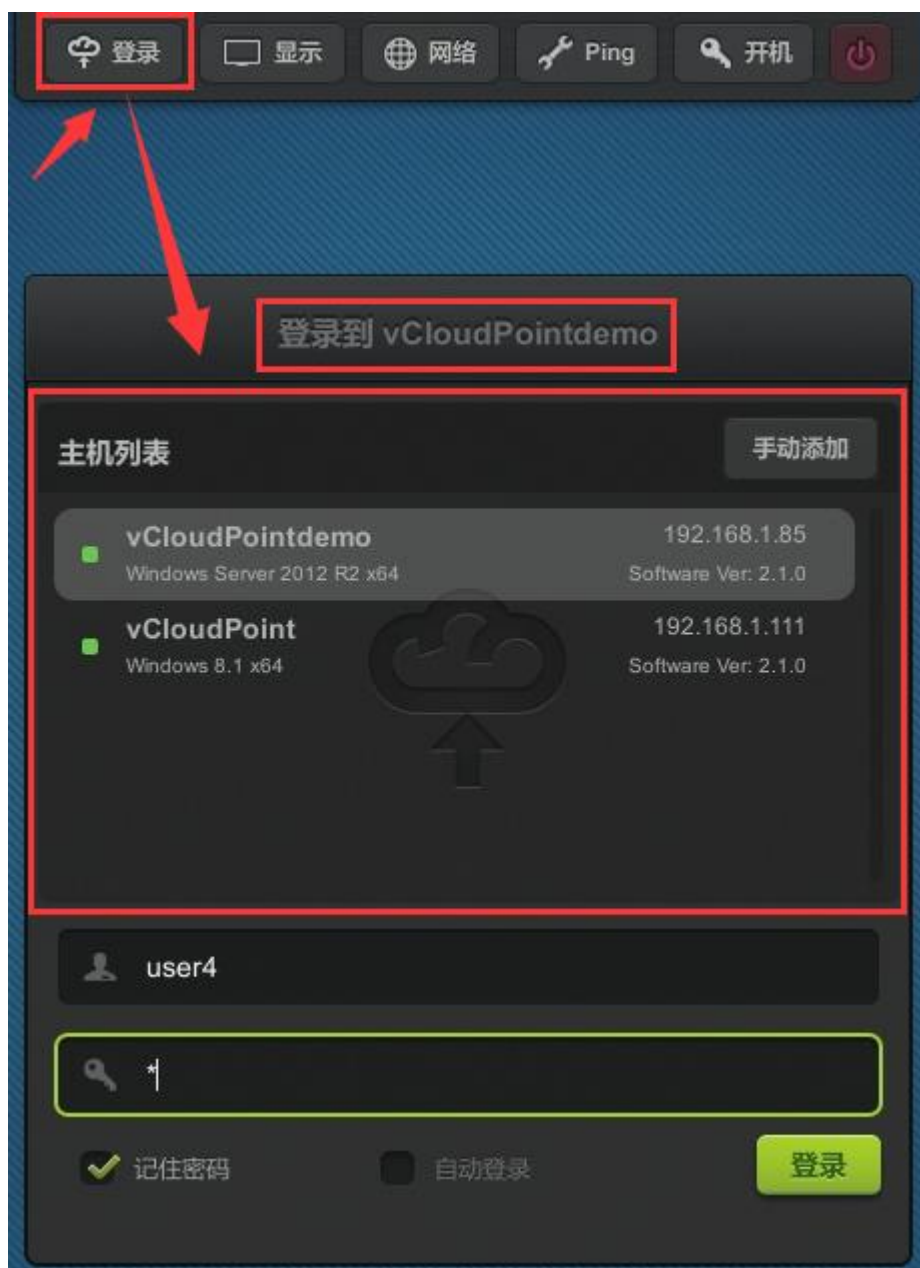 登录 显示 网络 Ping 开机
登录到 vCloudPointdemo
主机列表 手动添加
vCloudPointdemo 192.168.1.85
Windows Server 2012 R2 x64 Software Ver: 2.1.0
vCloudPoint 192.168.1.111
Windows 8.1 x64 Software Ver: 2.1.0
user4
*
记住密码 自动登录 登录